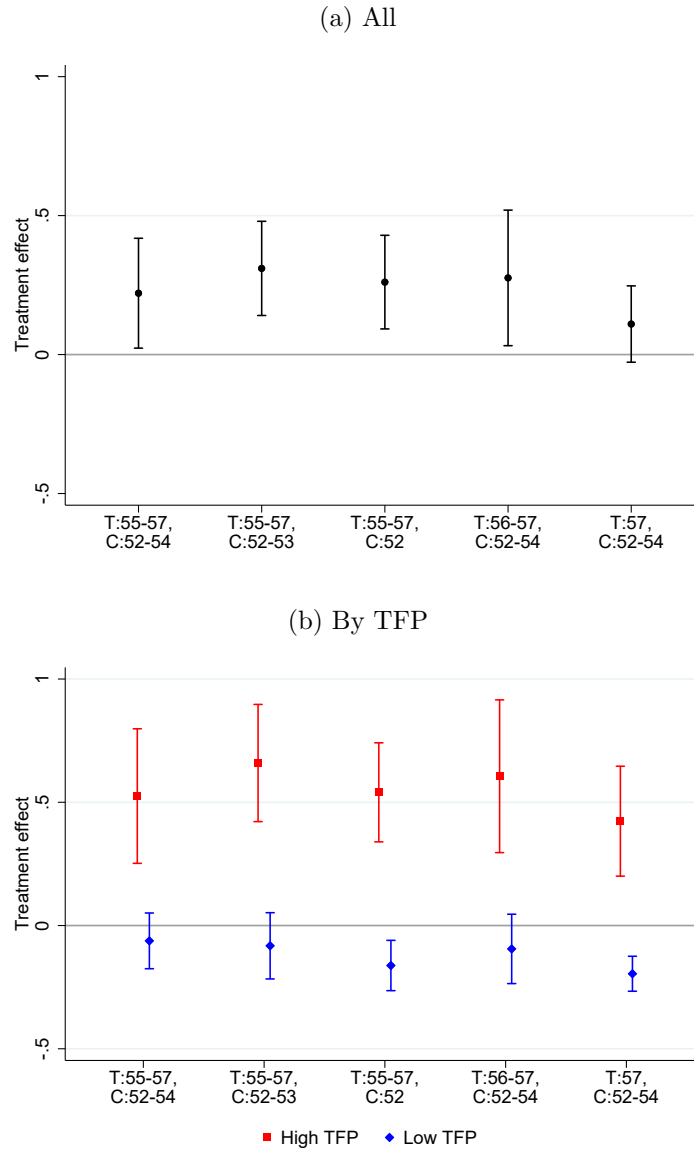 (a) All
1
.5
0
-.5
Treatment effect
T:55-57, T:55-57, T:55-57, T:56-57, T:57,
C:52-54 C:52-53 C:52 C:52-54 C:52-54
(b) By TFP
1
.5
0
-.5
Treatment effect
T:55-57, T:55-57, T:55-57, T:56-57, T:57,
C:52-54 C:52-53 C:52 C:52-54 C:52-54
High TFP Low TFP